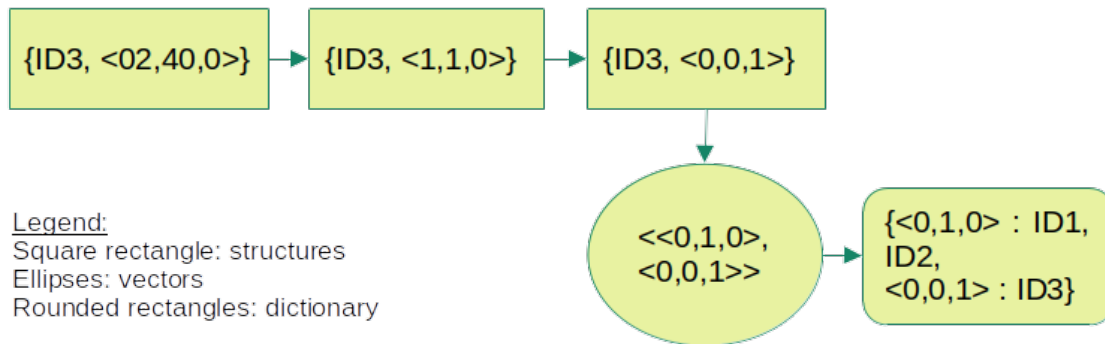 {ID3, <02,40,0>}
{ID3, <1,1,0>}
{ID3, <0,0,1>}
<<0,1,0>,
<0,0,1>>
{<0,1,0> : ID1,
ID2,
<0,0,1> : ID3}
Legend:
Square rectangle: structures
Ellipses: vectors
Rounded rectangles: dictionary